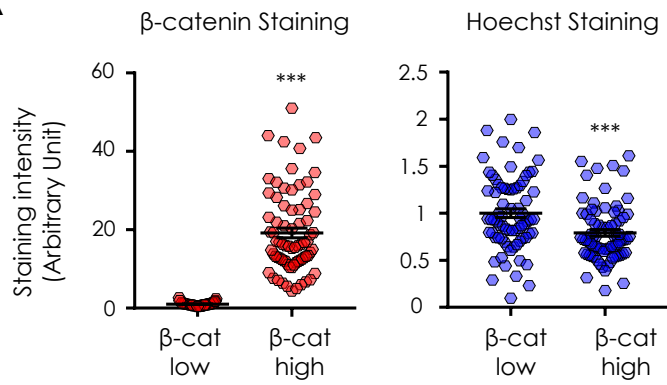 β-catenin Staining
Hoechst Staining
Staining intensity
(Arbitrary Unit)
60
40
20
0
***
β-cat
low
β-cat
high
2.5
2
1.5
1
0.5
0
***
β-cat
low
β-cat
high